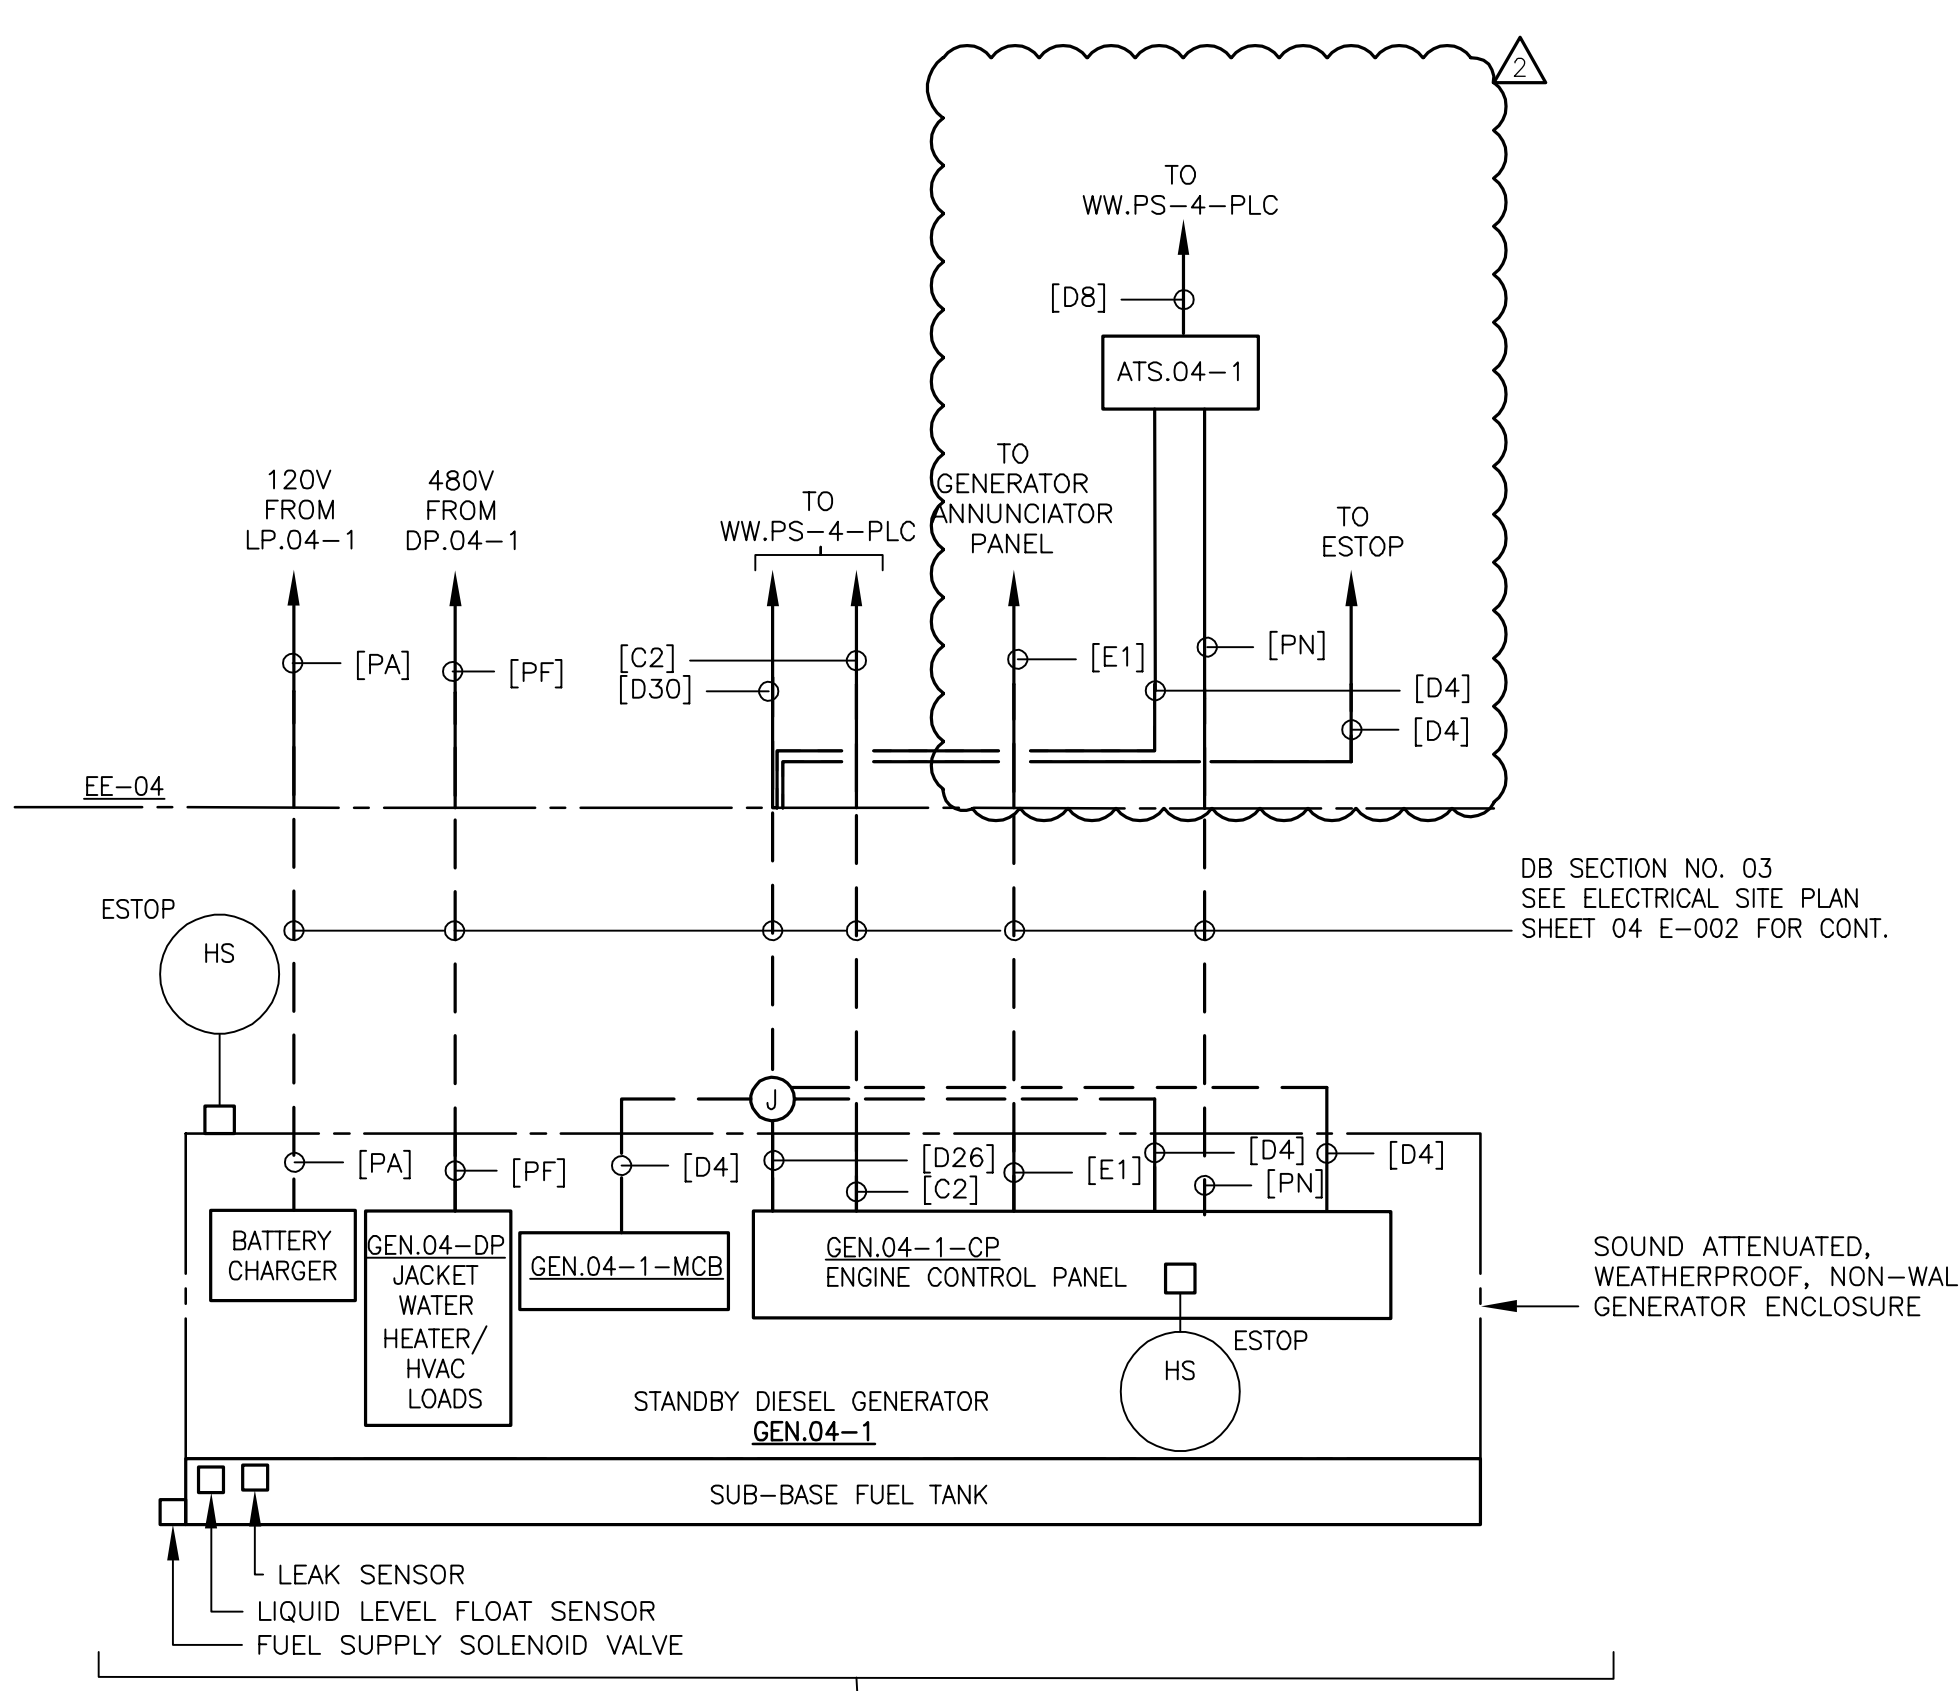 2
TO
WW.PS-4-PLC
[D8]
ATS.04-1
120V
FROM
LP.04-1
480V
FROM
DP.04-1
TO
WW.PS-4-PLC
TO
GENERATOR
ANNUNCIATOR
PANEL
TO
ESTOP
[PA]
[PF]
[C2]
[D30]
[E1]
[PN]
[D4]
[D4]
EE-04
DB SECTION NO. 03
SEE ELECTRICAL SITE PLAN
SHEET 04 E-002 FOR CONT.
ESTOP
HS
J
[PA]
[PF]
[D4]
[D26]
[C2]
[E1]
[D4]
[PN]
[D4]
BATTERY
CHARGER
GEN.04-DP
JACKET
WATER
HEATER/
HVAC
LOADS
GEN.04-1-MCB
GEN.04-1-CP
ENGINE CONTROL PANEL
ESTOP
HS
SOUND ATTENUATED,
WEATHERPROOF, NON-WAL
GENERATOR ENCLOSURE
STANDBY DIESEL GENERATOR
GEN.04-1
SUB-BASE FUEL TANK
LEAK SENSOR
LIQUID LEVEL FLOAT SENSOR
FUEL SUPPLY SOLENOID VALVE